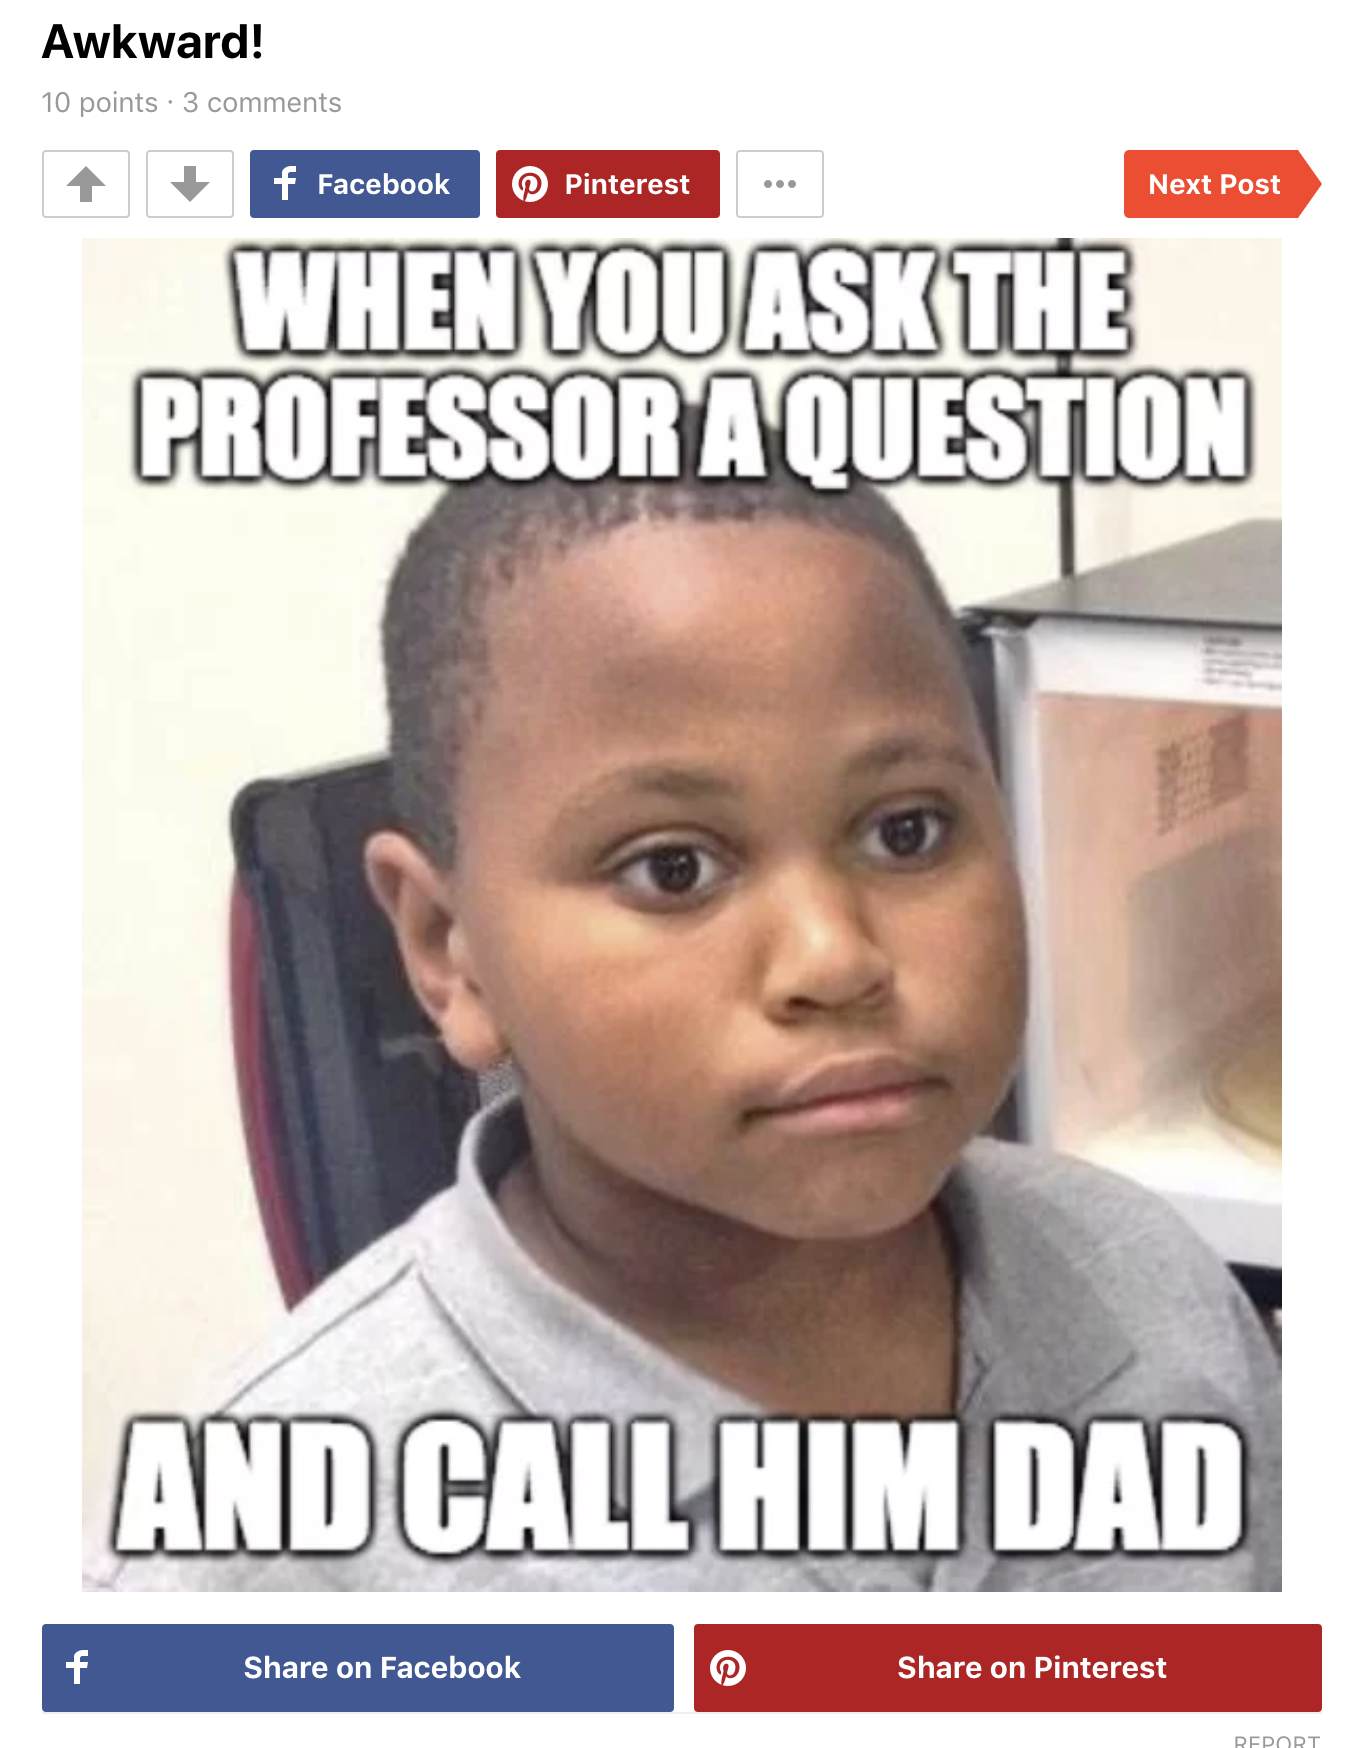 Awkward!
10 points · 3 comments
Facebook
Pinterest
Next Post
WHEN YOU ASK THE
PROFESSOR A QUESTION
AND CALL HIM DAD
Share on Facebook
Share on Pinterest
REPORT